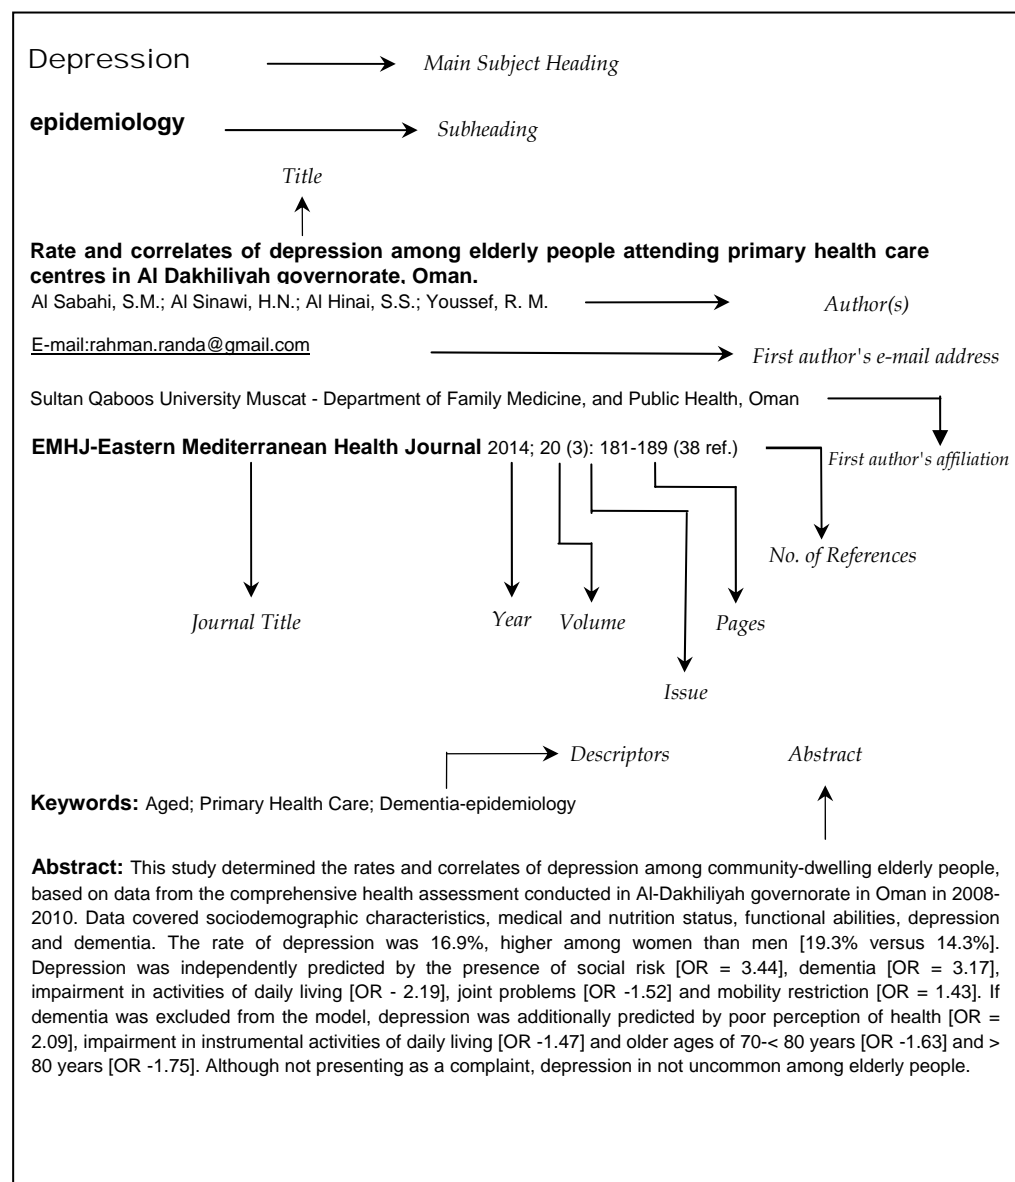 Depression
Main Subject Heading
epidemiology
Subheading
Title
Rate and correlates of depression among elderly people attending primary health care
centres in Al Dakhiliyah governorate, Oman.
Al Sabahi, S.M.; Al Sinawi, H.N.; Al Hinai, S.S.; Youssef, R. M.
Author(s)
E-mail:rahman.randa@gmail.com
First author's e-mail address
Sultan Qaboos University Muscat - Department of Family Medicine, and Public Health, Oman
EMHJ-Eastern Mediterranean Health Journal 2014; 20 (3): 181-189 (38 ref.)
First author's affiliation
No. of References
Journal Title
Year
Volume
Pages
Issue
Descriptors
Abstract
Keywords: Aged; Primary Health Care; Dementia-epidemiology
Abstract: This study determined the rates and correlates of depression among community-dwelling elderly people,
based on data from the comprehensive health assessment conducted in Al-Dakhiliyah governorate in Oman in 2008-
2010. Data covered sociodemographic characteristics, medical and nutrition status, functional abilities, depression
and dementia. The rate of depression was 16.9%, higher among women than men [19.3% versus 14.3%].
Depression was independently predicted by the presence of social risk [OR = 3.44], dementia [OR = 3.17],
impairment in activities of daily living [OR - 2.19], joint problems [OR -1.52] and mobility restriction [OR = 1.43]. If
dementia was excluded from the model, depression was additionally predicted by poor perception of health [OR =
2.09], impairment in instrumental activities of daily living [OR -1.47] and older ages of 70-< 80 years [OR -1.63] and >
80 years [OR -1.75]. Although not presenting as a complaint, depression in not uncommon among elderly people.